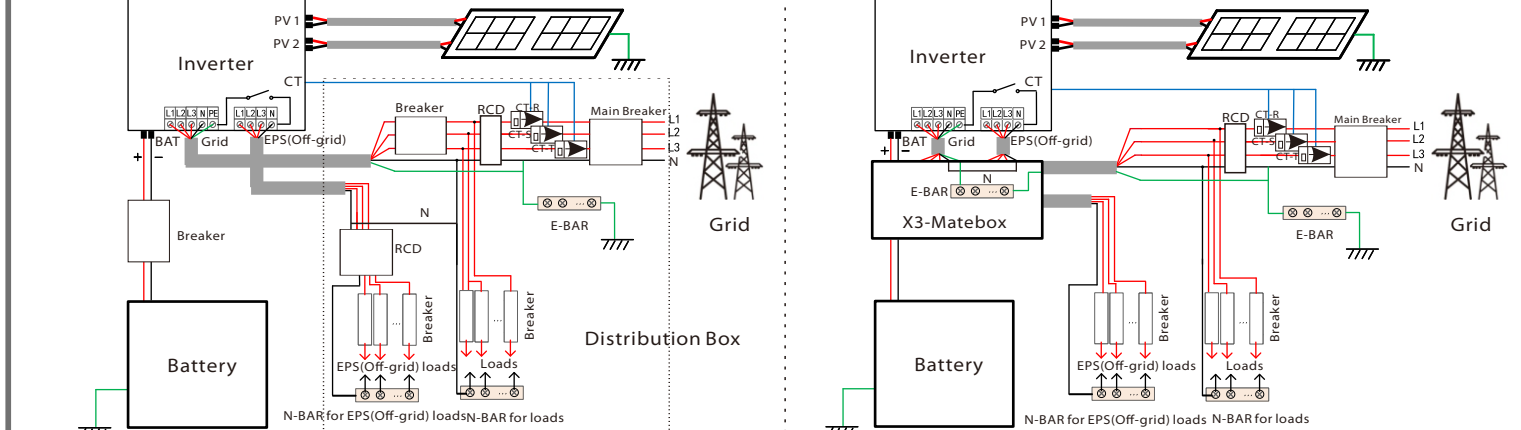 PV 1
PV 2
Inverter
CT
L1 L2 L3 N PE
L1 L2 L3 N
BAT
Grid
EPS(Off-grid)
+
−
Breaker
RCD
CT-R
CT-S
CT-T
Main Breaker
L1
L2
L3
N
N
E-BAR
Grid
Breaker
RCD
...
Breaker
...
Breaker
Distribution Box
Battery
EPS(Off-grid) loads
Loads
...
...
...
N-BAR for EPS(Off-grid) loads
N-BAR for loads
PV 1
PV 2
Inverter
CT
L1 L2 L3 N PE
L1 L2 L3 N
BAT
Grid
EPS(Off-grid)
+
−
RCD
CT-R
CT-S
CT-T
Main Breaker
L1
L2
L3
N
N
E-BAR
...
X3-Matebox
...
E-BAR
Grid
...
Breaker
...
Breaker
Battery
EPS(Off-grid) loads
Loads
...
...
N-BAR for EPS(Off-grid) loads
N-BAR for loads